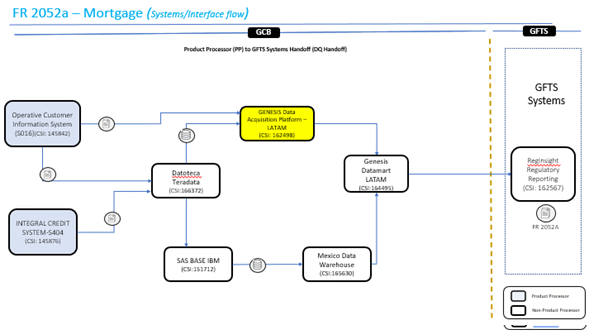 FR 2052a – Mortgage (Systems/Interface flow)
GCB
GFTS
Product Processor (PP) to GFTS Systems Handoff (DQ Handoff)
GFTS
Systems
Operative Customer
Information System
(S016)(CSI: 145842)
GENESIS Data
Acquisition Platform –
LATAM
(CSI: 162498)
Datoteca
Teradata
(CSI:166372)
Genesis
Datamart
LATAM
(CSI:164495)
RegInsight
Regulatory
Reporting
(CSI: 162567)
FR 2052A
INTEGRAL CREDIT
SYSTEM-S404
(CSI: 145876)
SAS BASE IBM
(CSI:151712)
Mexico Data
Warehouse
(CSI:165630)
Product Processor
Non-Product Processor